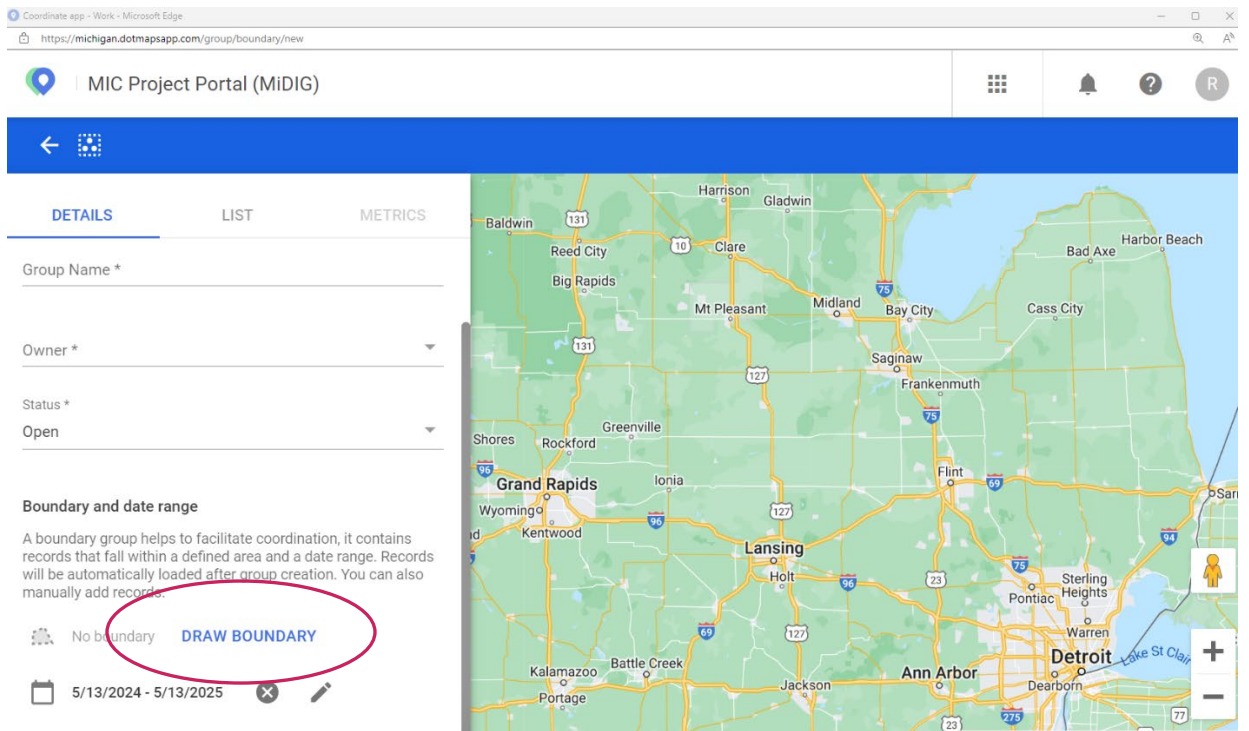 Coordinate app - Work - Microsoft Edge
https://michigan.dotmapsapp.com/group/boundary/new
MIC Project Portal (MiDIG)
R
DETAILS LIST METRICS
Group Name *
Owner *
Status *
Open
Boundary and date range
A boundary group helps to facilitate coordination, it contains
records that fall within a defined area and a date range. Records
will be automatically loaded after group creation. You can also
manually add records.
No boundary DRAW BOUNDARY
5/13/2024 - 5/13/2025
Harrison
Gladwin
Baldwin
131
Reed City
10
Clare
Bad Axe
Harbor Beach
Big Rapids
75
Mt Pleasant
Midland
Bay City
Cass City
131
Saginaw
127
Frankenmuth
75
Greenville
Shores
Rockford
96
Grand Rapids
Ionia
Flint
69
Wyoming
127
Kentwood
96
Lansing
94
Holt
96
23
75
Sterling
Heights
Pontiac
69
127
Warren
Detroit
Lake St Clair
Battle Creek
Kalamazoo
Ann Arbor
Jackson
Dearborn
Portage
275
77
23